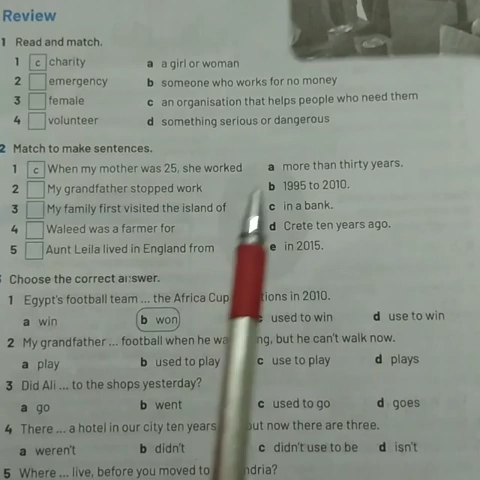 Review
1 Read and match.
1 c charity a a girl or woman
2 emergency b someone who works for no money
3 female c an organisation that helps people who need them
4 volunteer d something serious or dangerous
2 Match to make sentences.
1 c When my mother was 25, she worked a more than thirty years.
2 My grandfather stopped work b 1995 to 2010.
3 My family first visited the island of c in a bank.
4 Waleed was a farmer for d Crete ten years ago.
5 Aunt Leila lived in England from e in 2015.
Choose the correct answer.
1 Egypt's football team ... the Africa Cup in 2010.
a win b won used to win d use to win
2 My grandfather ... football when he but he can't walk now.
a play b used to play c use to play d plays
3 Did Ali ... to the shops yesterday?
a go b went c used to go d goes
4 There ... a hotel in our city ten years but now there are three.
a weren't b didn't c didn't use to be d isn't
5 Where ... live, before you moved to